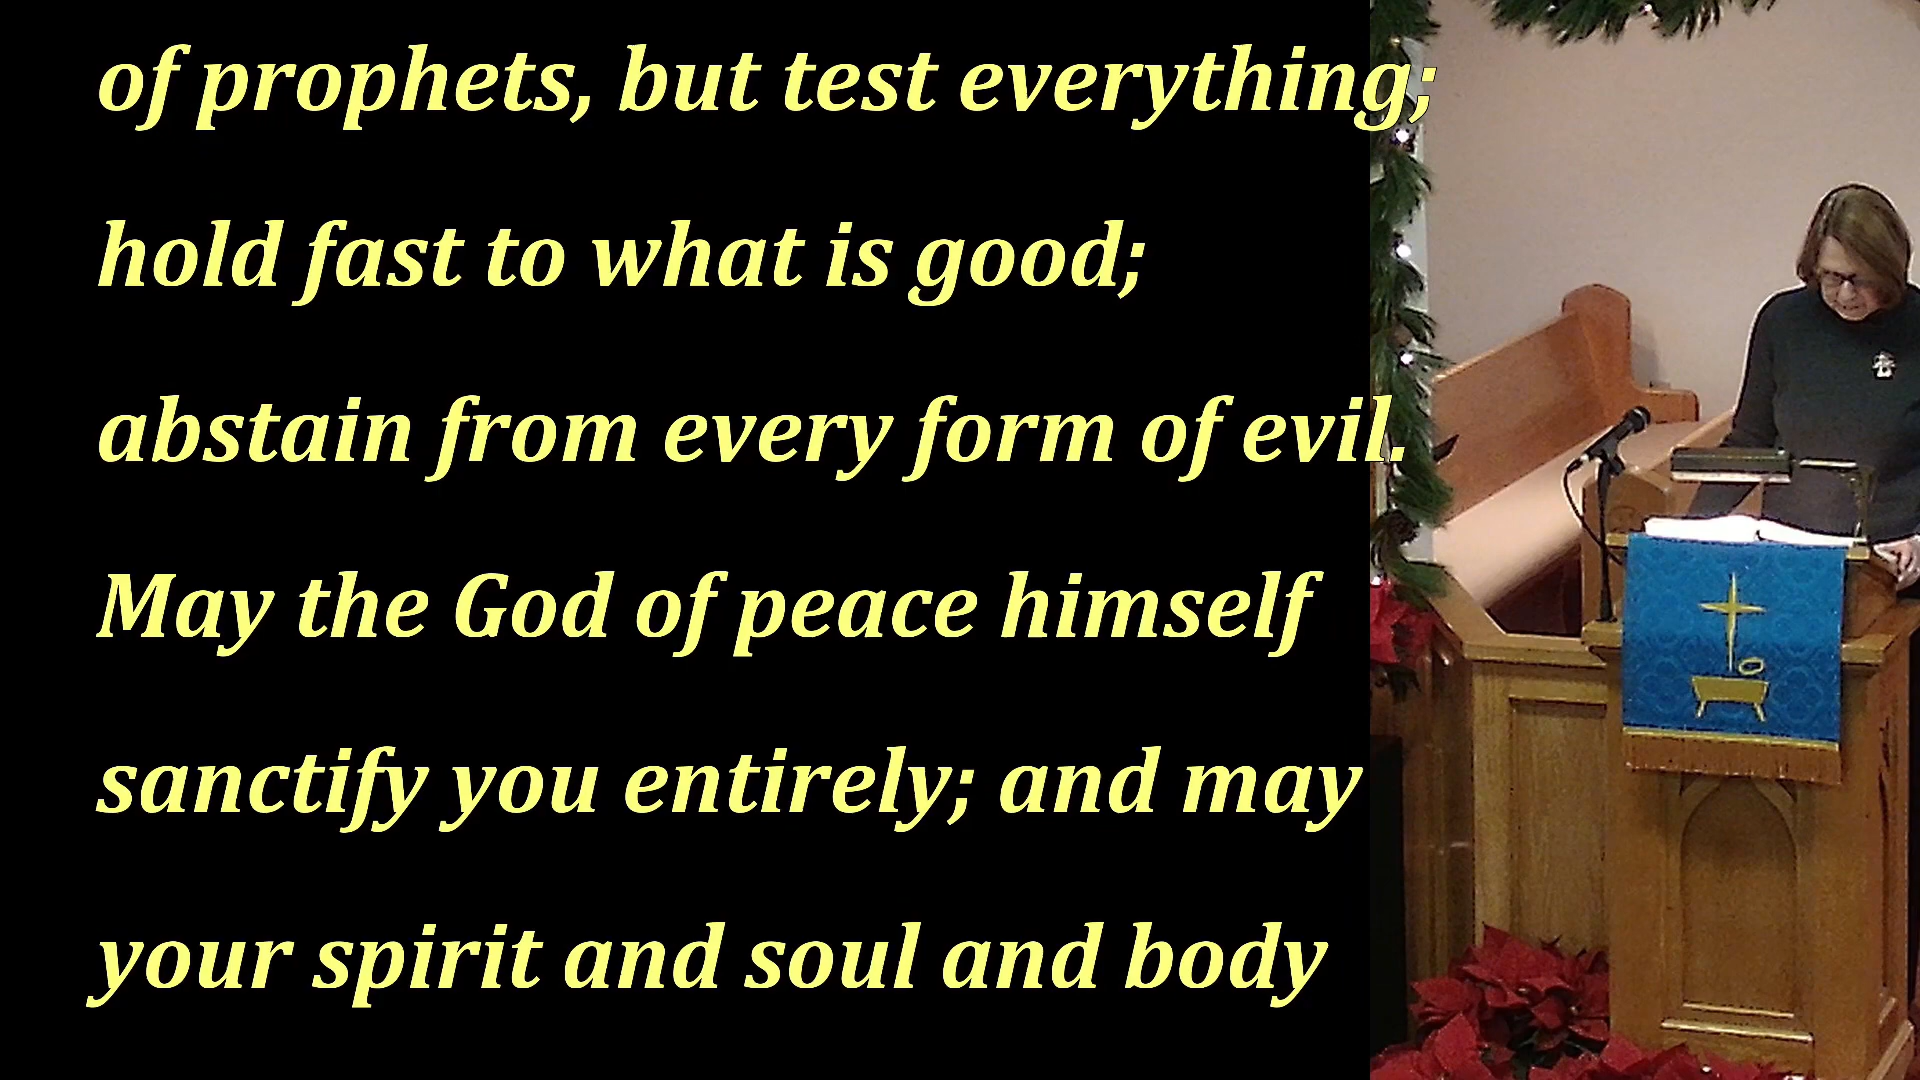 of prophets, but test everything;
hold fast to what is good;
abstain from every form of evil.
May the God of peace himself
sanctify you entirely; and may
your spirit and soul and body